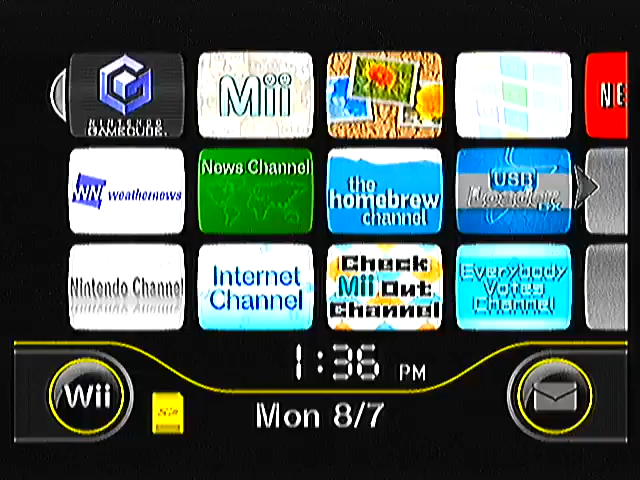 NINTENDO
GAMECUBE.
Mii
NE
WN weathernews
News Channel
the
homebrew
channel
USB
Loader
GX
Nintendo Channel
Internet
Channel
Check
Mii Out
Channel
Everybody
Votes
Channel
1:36 PM
Wii
Mon 8/7